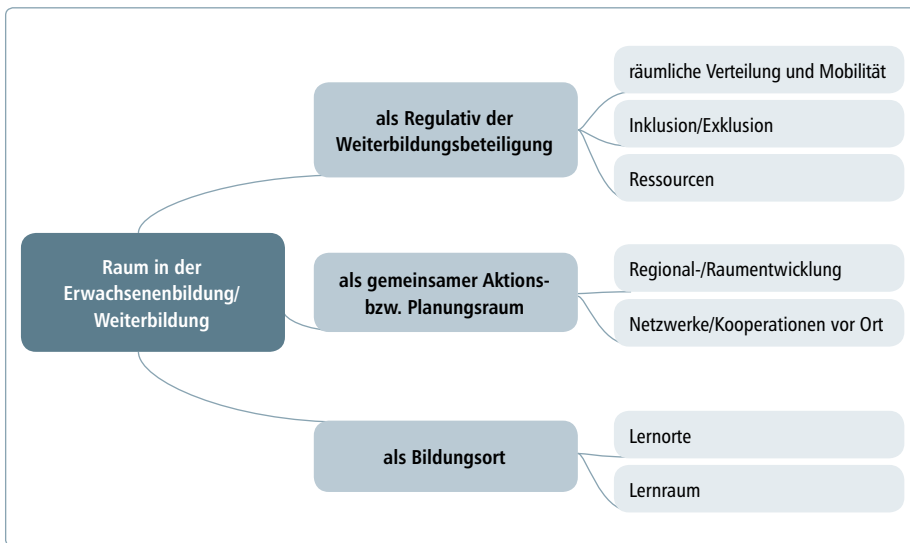 Raum in der
Erwachsenenbildung/
Weiterbildung
als Regulativ der
Weiterbildungsbeteiligung
räumliche Verteilung und Mobilität
Inklusion/Exklusion
Ressourcen
als gemeinsamer Aktions-
bzw. Planungsraum
Regional-/Raumentwicklung
Netzwerke/Kooperationen vor Ort
als Bildungsort
Lernorte
Lernraum